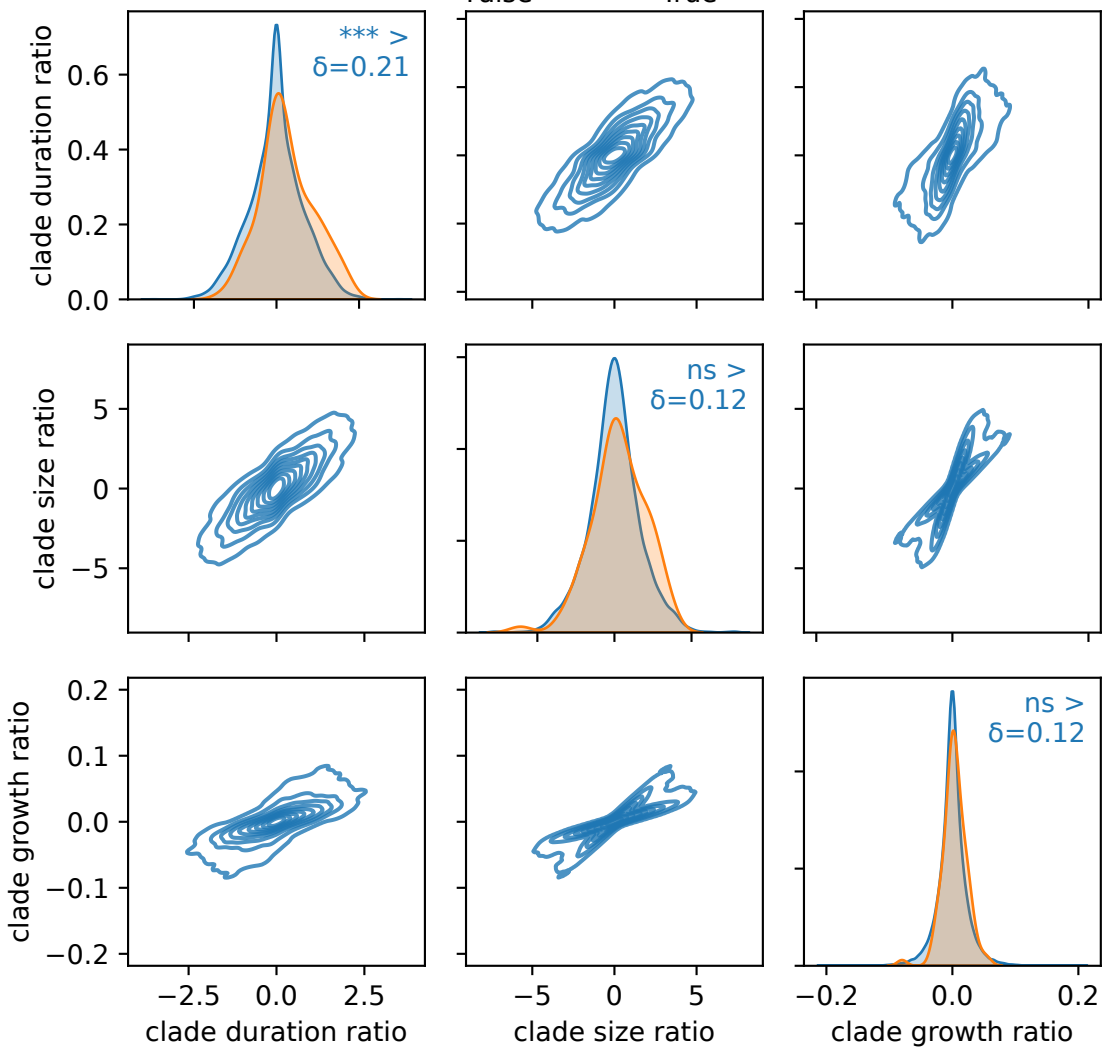 False True
clade duration ratio
0.6
0.4
0.2
0.0
*** >
δ=0.21
clade size ratio
5
0
−5
ns >
δ=0.12
clade growth ratio
0.2
0.1
0.0
−0.1
−0.2
ns >
δ=0.12
−2.5 0.0 2.5
−5 0 5
−0.2 0.0 0.2
clade duration ratio
clade size ratio
clade growth ratio